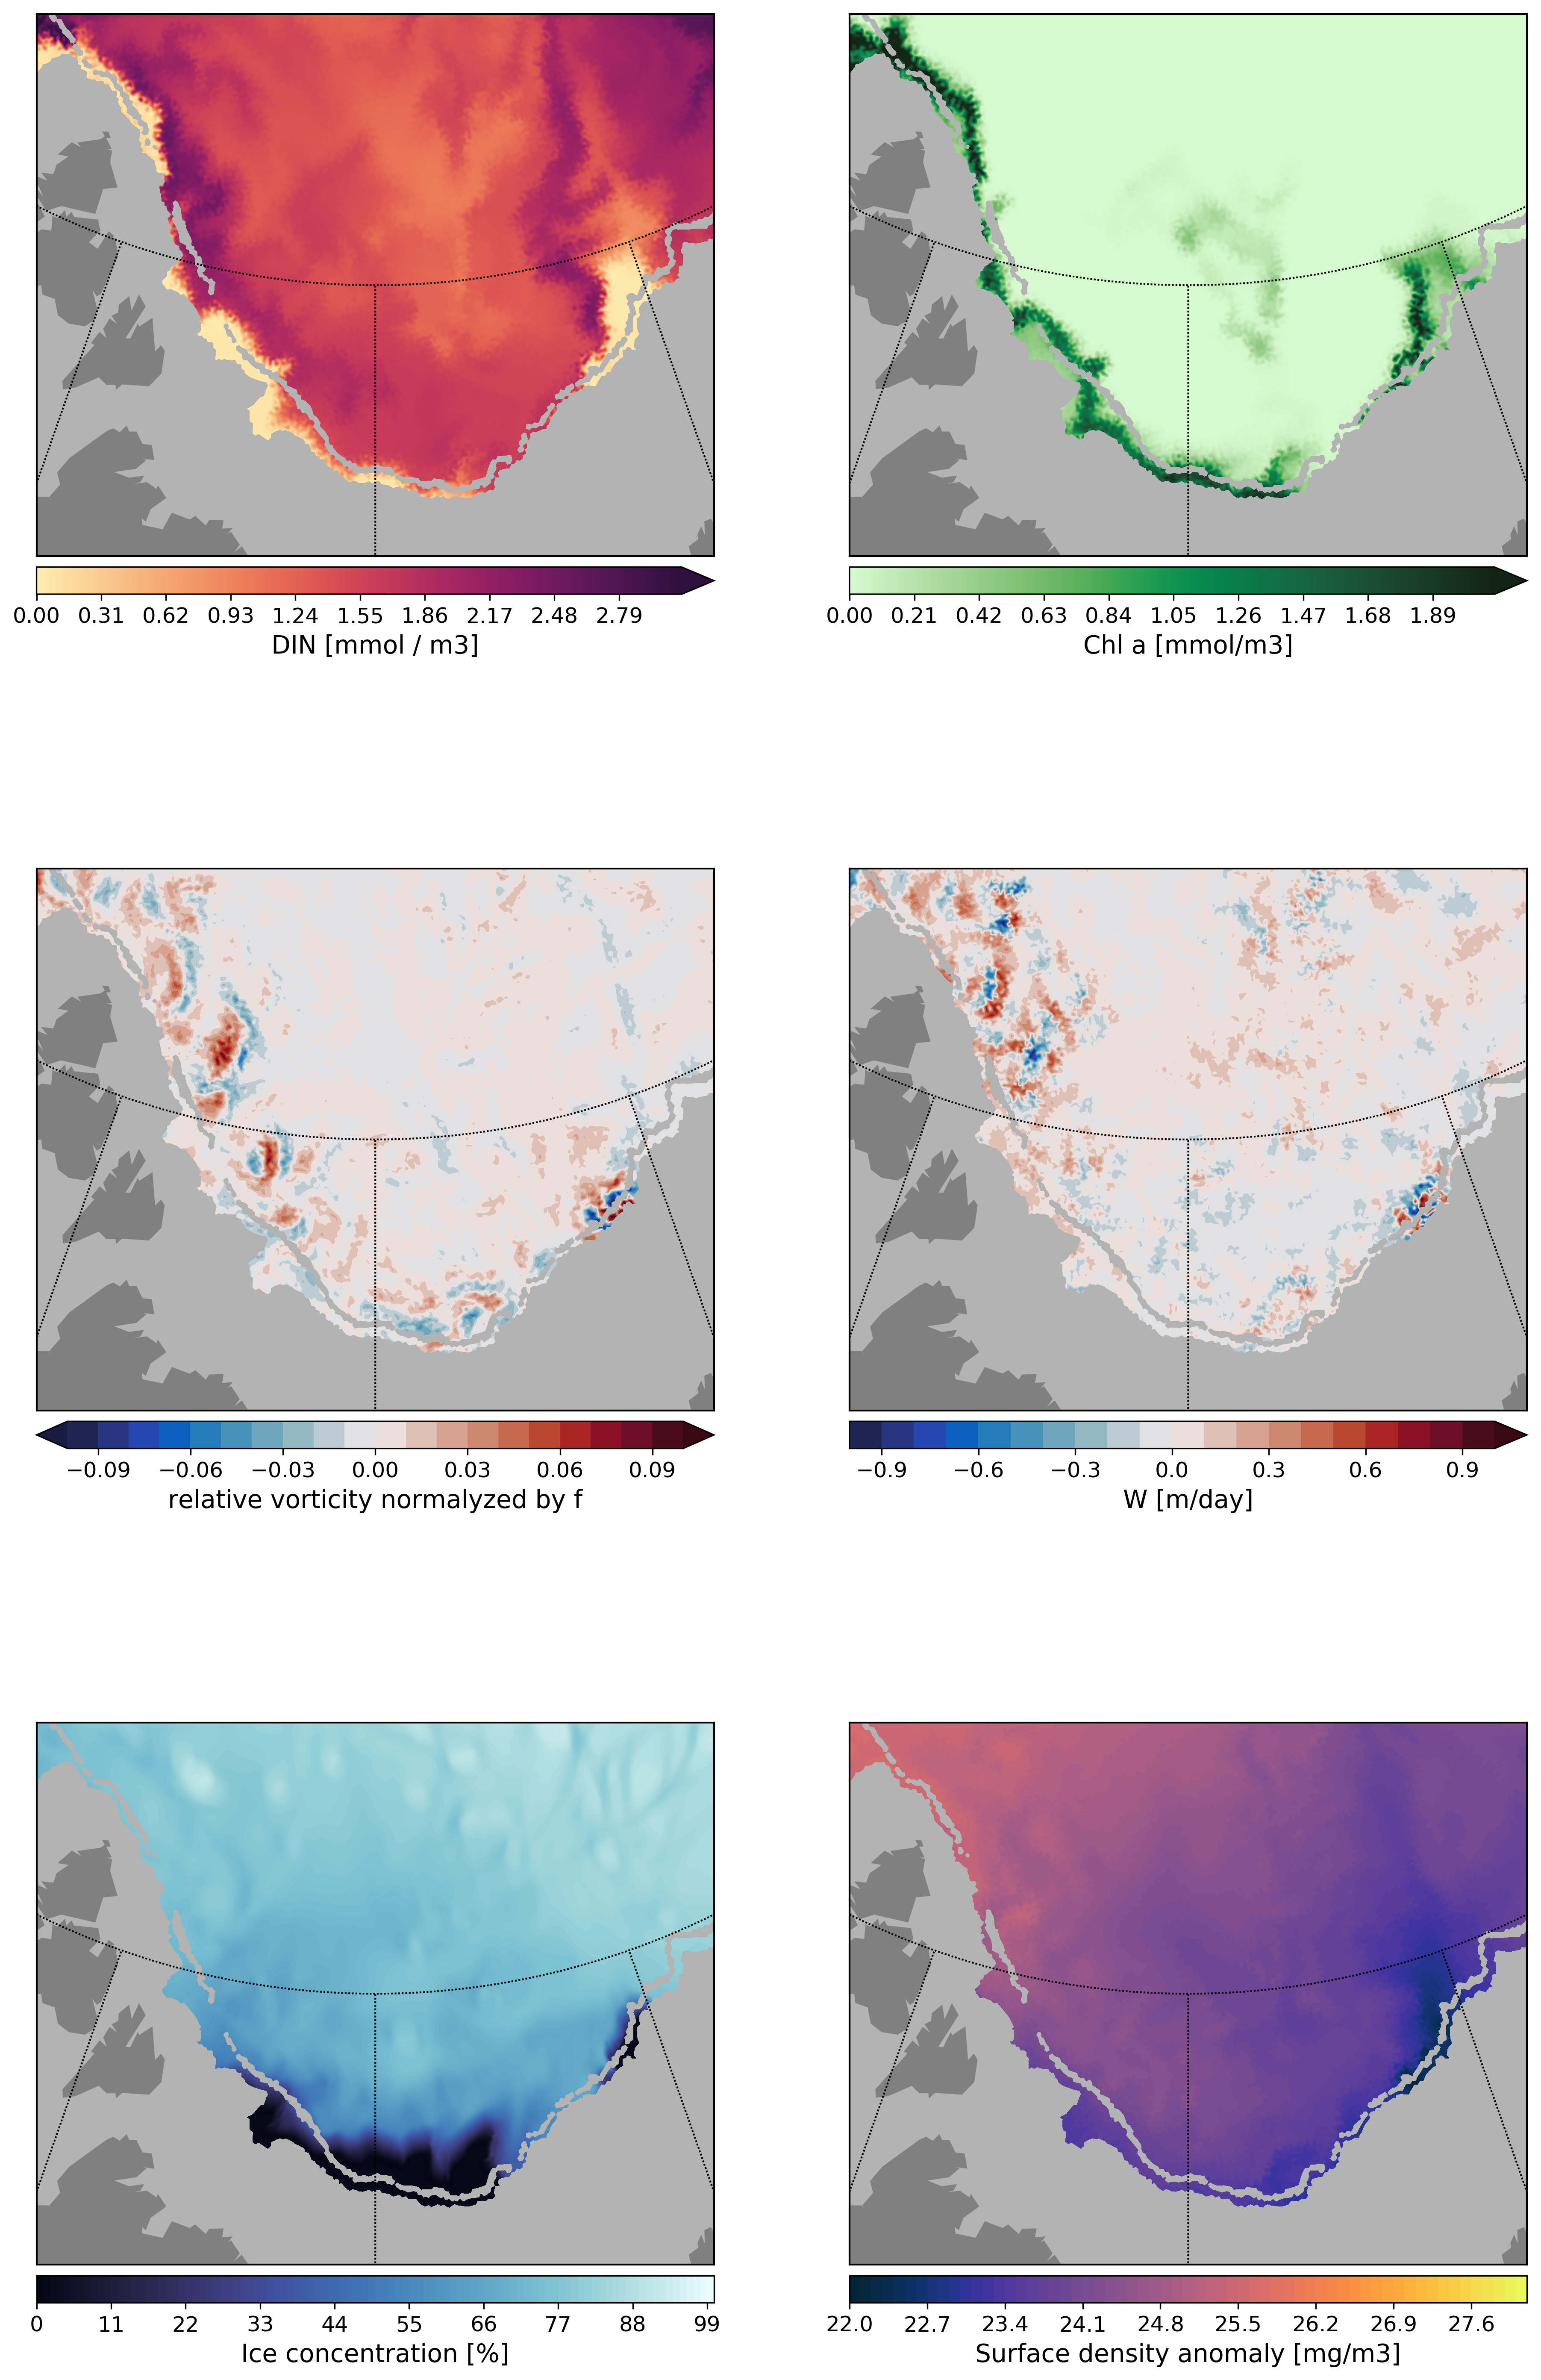 0.00 0.31 0.62 0.93 1.24 1.55 1.86 2.17 2.48 2.79
DIN [mmol / m3]
0.00 0.21 0.42 0.63 0.84 1.05 1.26 1.47 1.68 1.89
Chl a [mmol/m3]
−0.09 −0.06 −0.03 0.00 0.03 0.06 0.09
relative vorticity normalyzed by f
−0.9 −0.6 −0.3 0.0 0.3 0.6 0.9
W [m/day]
0 11 22 33 44 55 66 77 88 99
Ice concentration [%]
22.0 22.7 23.4 24.1 24.8 25.5 26.2 26.9 27.6
Surface density anomaly [mg/m3]